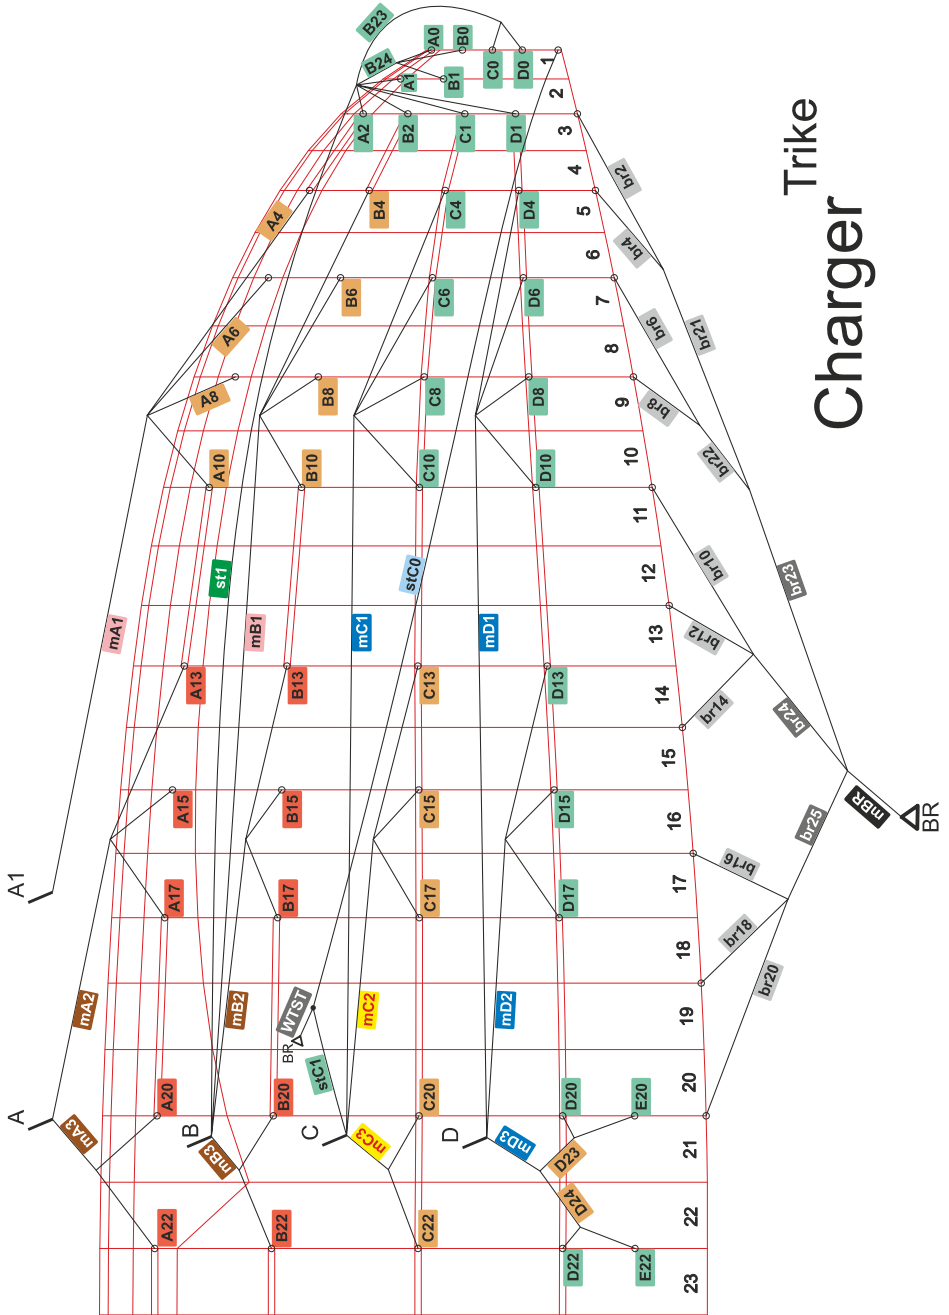 Charger
Trike
A1
A
B
C
D
BR
BR
mA1
mA2
mA3
mB1
mB2
mB3
mC1
mC2
mC3
mD1
mD2
mD3
st1
stC0
stC1
WTST
mBR
A0
B0
C0
D0
A1
B1
B23
B24
A2
B2
C1
D1
A4
B4
C4
D4
A6
B6
C6
D6
A8
B8
C8
D8
A10
B10
C10
D10
A13
B13
C13
D13
A15
B15
C15
D15
A17
B17
C17
D17
A20
B20
C20
D20
E20
D23
D24
A22
B22
C22
D22
E22
br2
br4
br6
br8
br10
br12
br14
br16
br18
br20
br21
br22
br23
br24
br25
1
2
3
4
5
6
7
8
9
10
11
12
13
14
15
16
17
18
19
20
21
22
23